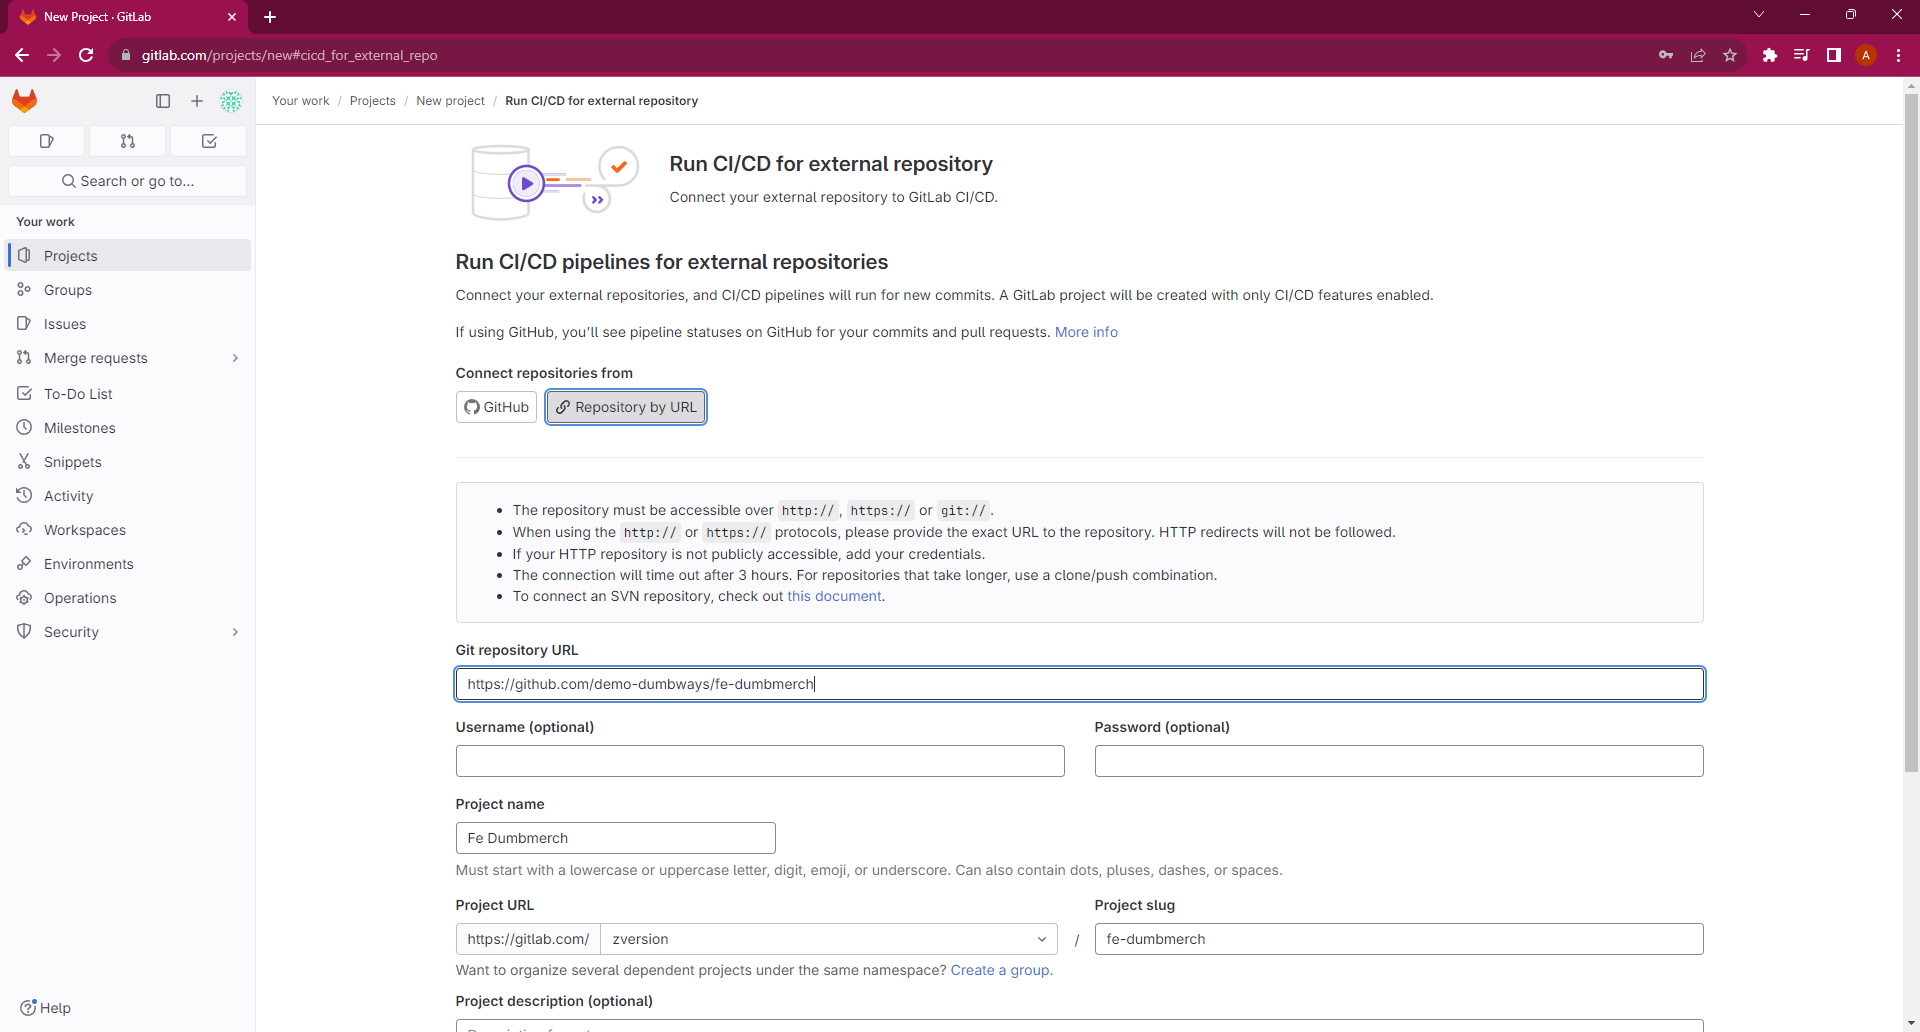 New Project · GitLab
gitlab.com/projects/new#cicd_for_external_repo
A
Your work / Projects / New project / Run CI/CD for external repository
Search or go to...
Your work
Projects
Groups
Issues
Merge requests
To-Do List
Milestones
Snippets
Activity
Workspaces
Environments
Operations
Security
Help
Run CI/CD for external repository
Connect your external repository to GitLab CI/CD.
Run CI/CD pipelines for external repositories
Connect your external repositories, and CI/CD pipelines will run for new commits. A GitLab project will be created with only CI/CD features enabled.
If using GitHub, you’ll see pipeline statuses on GitHub for your commits and pull requests. More info
Connect repositories from
GitHub
Repository by URL
The repository must be accessible over http://, https:// or git://.
When using the http:// or https:// protocols, please provide the exact URL to the repository. HTTP redirects will not be followed.
If your HTTP repository is not publicly accessible, add your credentials.
The connection will time out after 3 hours. For repositories that take longer, use a clone/push combination.
To connect an SVN repository, check out this document.
Git repository URL
https://github.com/demo-dumbways/fe-dumbmerch
Username (optional)
Password (optional)
Project name
Fe Dumbmerch
Must start with a lowercase or uppercase letter, digit, emoji, or underscore. Can also contain dots, pluses, dashes, or spaces.
Project URL
Project slug
https://gitlab.com/ zversion / fe-dumbmerch
Want to organize several dependent projects under the same namespace? Create a group.
Project description (optional)